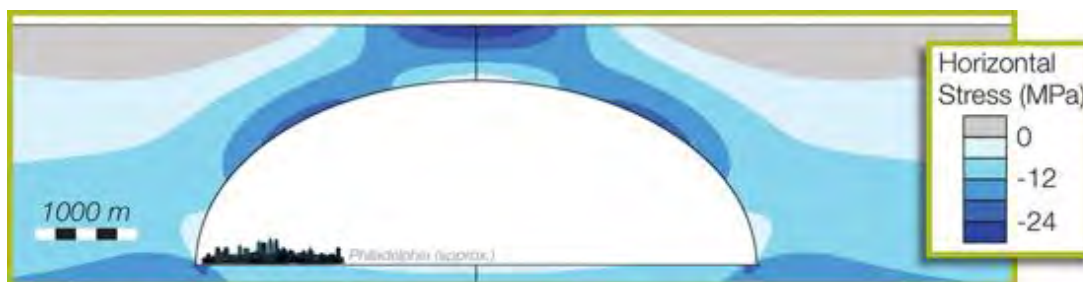 Horizontal
Stress (MPa)
0
-12
-24
1000 m
Philadelphia (approx.)